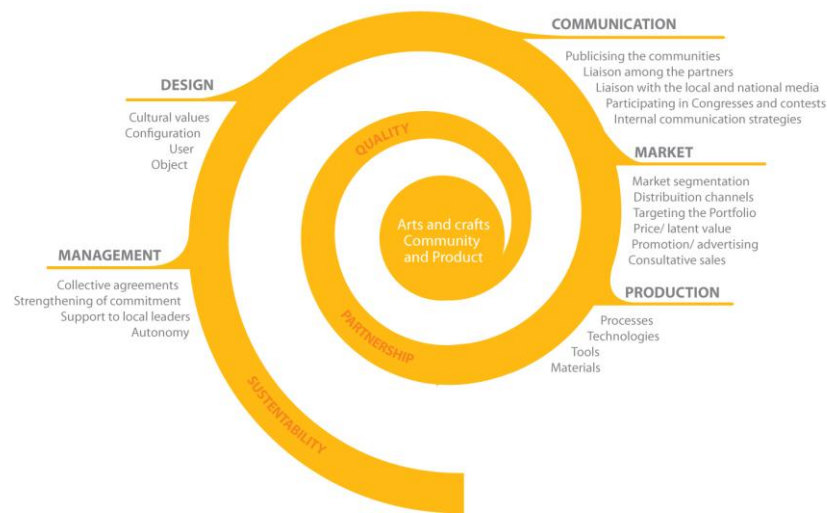 COMMUNICATION
Publicising the communities
Liaison among the partners
Liaison with the local and national media
Participating in Congresses and contests
Internal communication strategies
DESIGN
Cultural values
Configuration
User
Object
QUALITY
MARKET
Market segmentation
Distribuition channels
Targeting the Portfolio
Price/ latent value
Promotion/ advertising
Consultative sales
Arts and crafts
Community
and Product
MANAGEMENT
Collective agreements
Strengthening of commitment
Support to local leaders
Autonomy
PRODUCTION
Processes
Technologies
Tools
Materials
PARTNERSHIP
SUSTENTABILITY